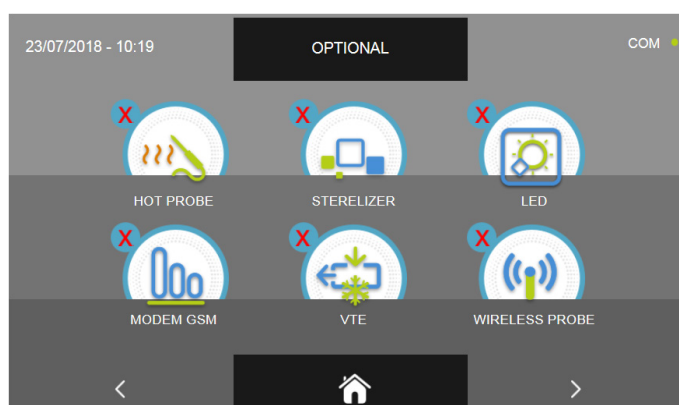 23/07/2018 - 10:19 OPTIONAL COM
X X X
HOT PROBE STERELIZER LED
X X X
MODEM GSM VTE WIRELESS PROBE